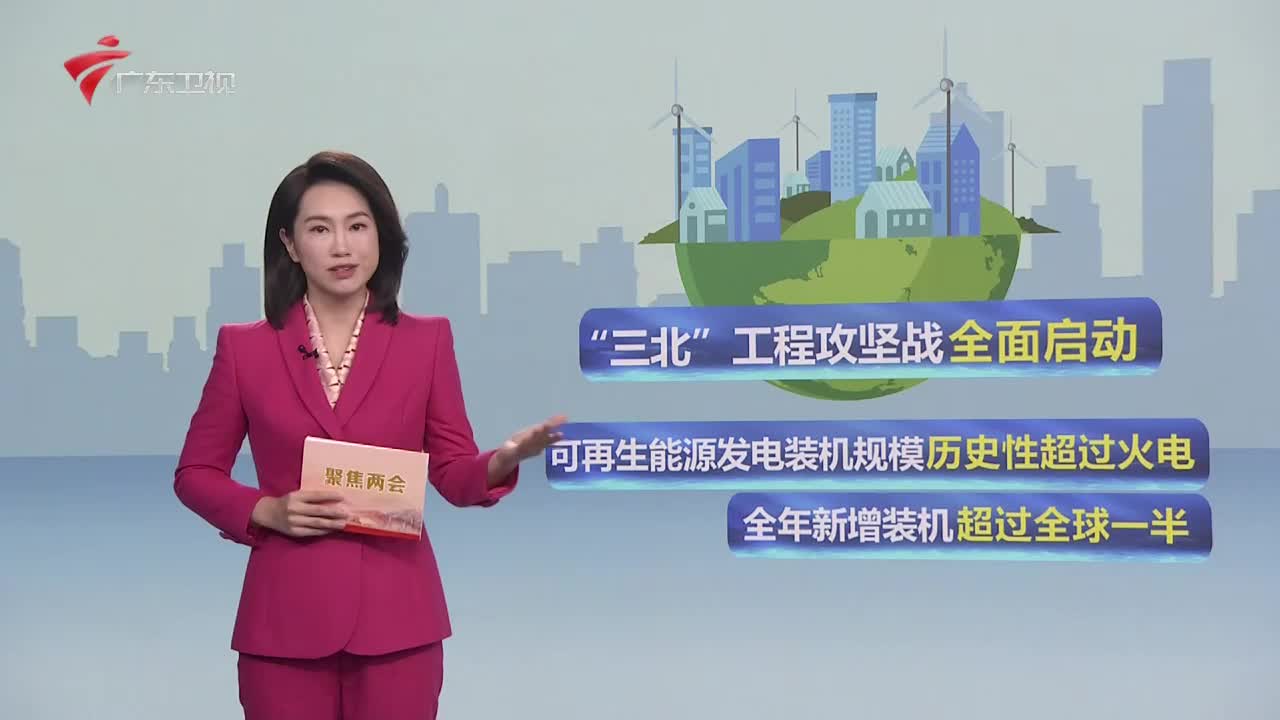 广东卫视
“三北”工程攻坚战全面启动
可再生能源发电装机规模历史性超过火电
全年新增装机超过全球一半
聚焦两会